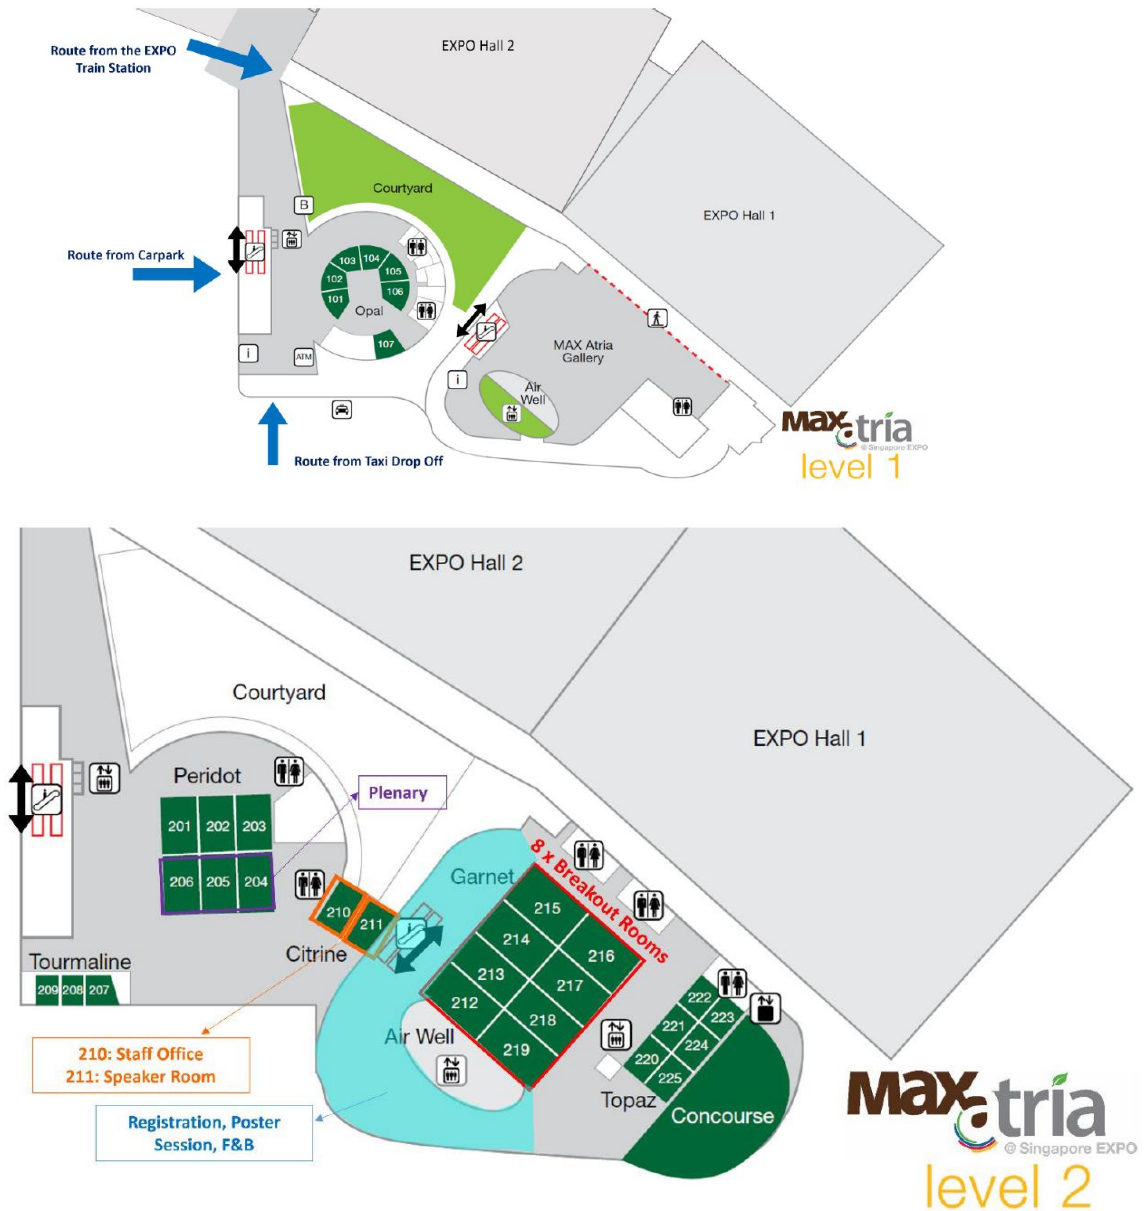 Route from the EXPO
Train Station
EXPO Hall 2
Courtyard
EXPO Hall 1
B
Route from Carpark
103
104
102
105
101
106
Opal
107
i
ATM
MAX Atria
Gallery
i
Air
Well
Route from Taxi Drop Off
Max atria
@ Singapore EXPO
level 1
EXPO Hall 2
Courtyard
EXPO Hall 1
Peridot
Plenary
201
202
203
206
205
204
8 x Breakout Rooms
Garnet
210
211
Citrine
215
214
216
213
217
212
218
219
Tourmaline
209
208
207
Air Well
222
223
221
224
220
225
Topaz
Concourse
210: Staff Office
211: Speaker Room
Registration, Poster
Session, F&B
Max atria
@ Singapore EXPO
level 2